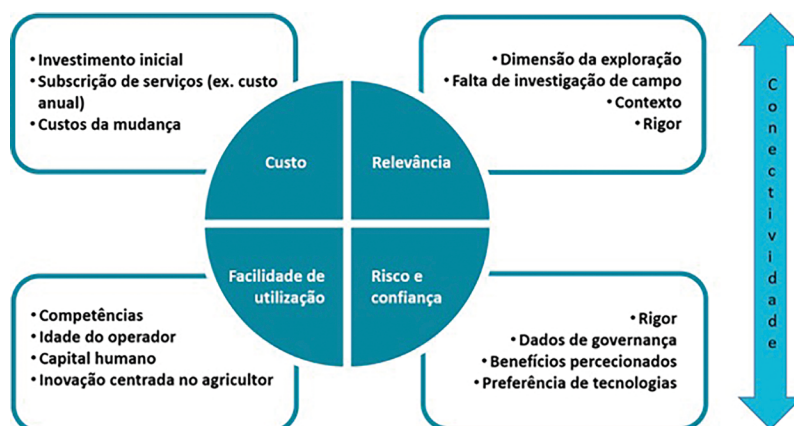 • Investimento inicial
• Subscrição de serviços (ex. custo
anual)
• Custos da mudança
• Dimensão da exploração
• Falta de investigação de campo
• Contexto
• Rigor
Custo
Relevância
Facilidade de
utilização
Risco e
confiança
• Competências
• Idade do operador
• Capital humano
• Inovação centrada no agricultor
• Rigor
• Dados de governança
• Benefícios percecionados
• Preferência de tecnologias
Conectividade